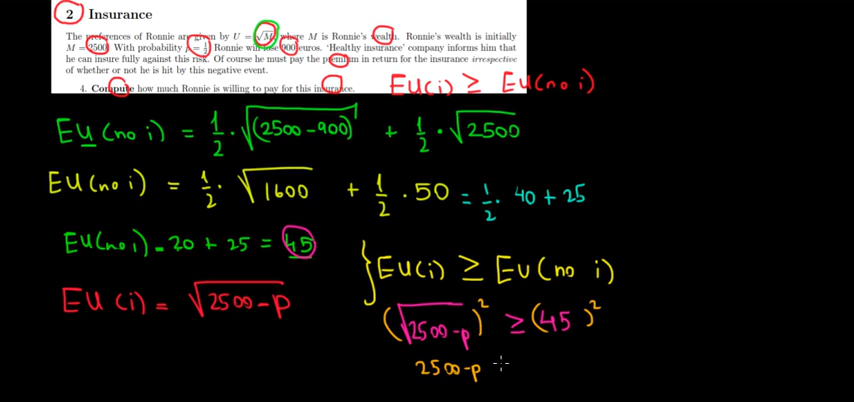 2 Insurance
The preferences of Ronnie are given by U = √M, where M is Ronnie's wealth. Ronnie's wealth is initially
M = 2500. With probability p = 1/2 Ronnie will lose 900 euros. 'Healthy insurance' company informs him that
he can insure fully against this risk. Of course he must pay the premium in return for the insurance irrespective
of whether or not he is hit by this negative event.
4. Compute how much Ronnie is willing to pay for this insurance.
EU(i) ≥ EU(no i)
EU(no i) = 1/2 · √(2500-900) + 1/2 · √2500
EU(no i) = 1/2 · √1600 + 1/2 · 50 = 1/2 · 40 + 25
EU(no i) = 20 + 25 = 45
EU(i) ≥ EU(no i)
EU(i) = √2500-p
(√2500-p)² ≥ (45)²
2500-p